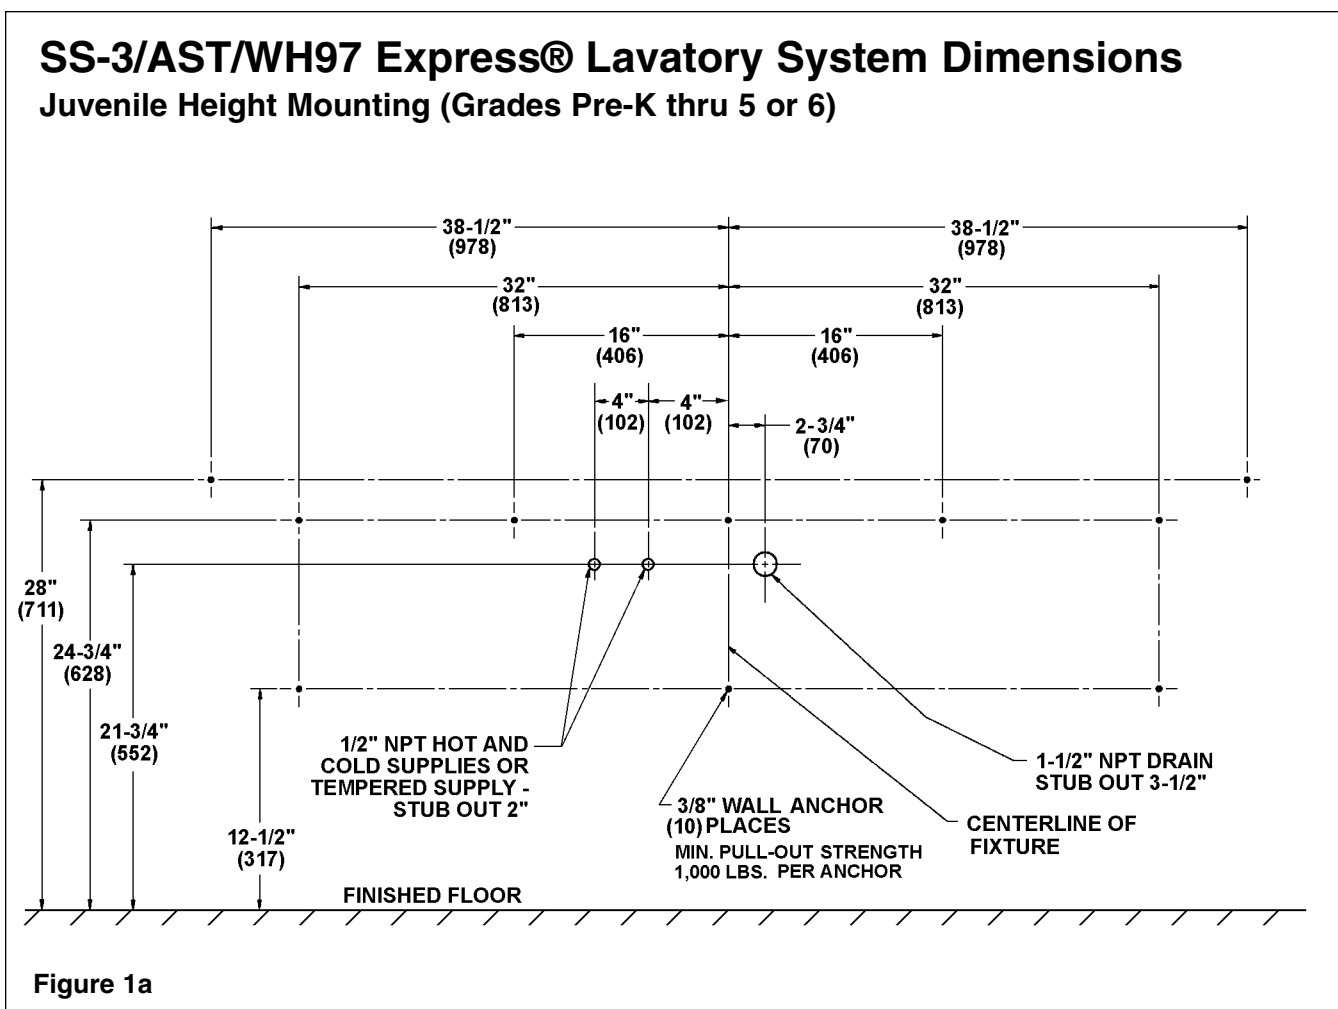 SS-3/AST/WH97 Express® Lavatory System Dimensions
Juvenile Height Mounting (Grades Pre-K thru 5 or 6)
38-1/2"
(978)
38-1/2"
(978)
32"
(813)
32"
(813)
16"
(406)
16"
(406)
4"
(102)
4"
(102)
2-3/4"
(70)
28"
(711)
24-3/4"
(628)
21-3/4"
(552)
12-1/2"
(317)
1/2" NPT HOT AND
COLD SUPPLIES OR
TEMPERED SUPPLY -
STUB OUT 2"
3/8" WALL ANCHOR
(10) PLACES
MIN. PULL-OUT STRENGTH
1,000 LBS. PER ANCHOR
1-1/2" NPT DRAIN
STUB OUT 3-1/2"
CENTERLINE OF
FIXTURE
FINISHED FLOOR
Figure 1a